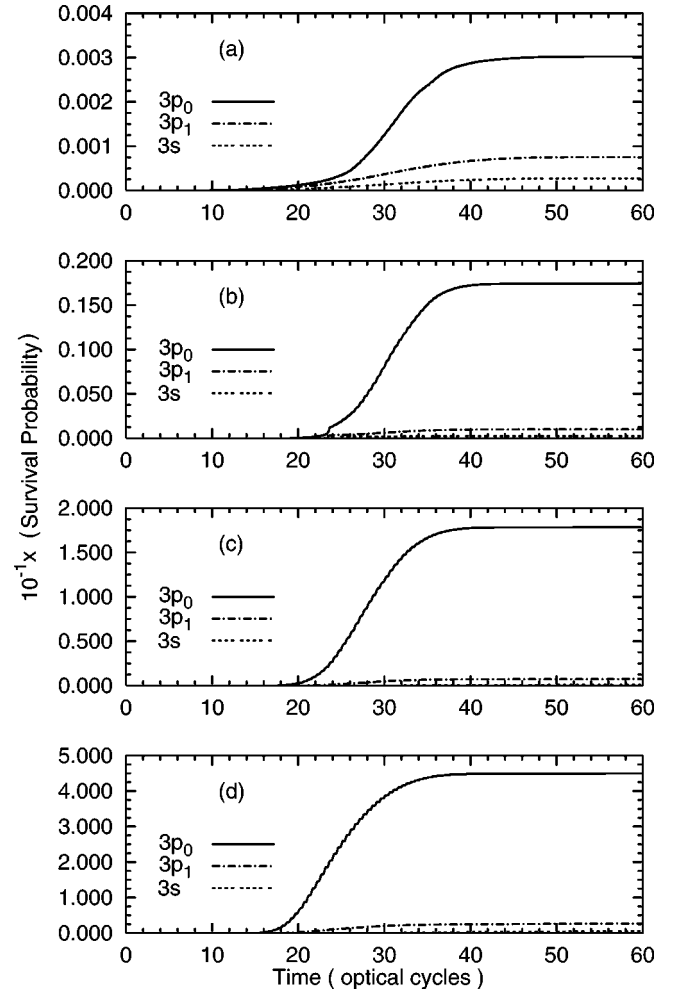 0.004
(a)
0.003
3p0
0.002
3p1
0.001
3s
0.000
0 10 20 30 40 50 60
0.200
(b)
0.150
3p0
0.100
3p1
0.050
3s
0.000
0 10 20 30 40 50 60
10⁻¹x (Survival Probability)
2.000
(c)
1.500
3p0
1.000
3p1
0.500
3s
0.000
0 10 20 30 40 50 60
5.000
(d)
4.000
3.000
3p0
2.000
3p1
1.000
3s
0.000
0 10 20 30 40 50 60
Time ( optical cycles )